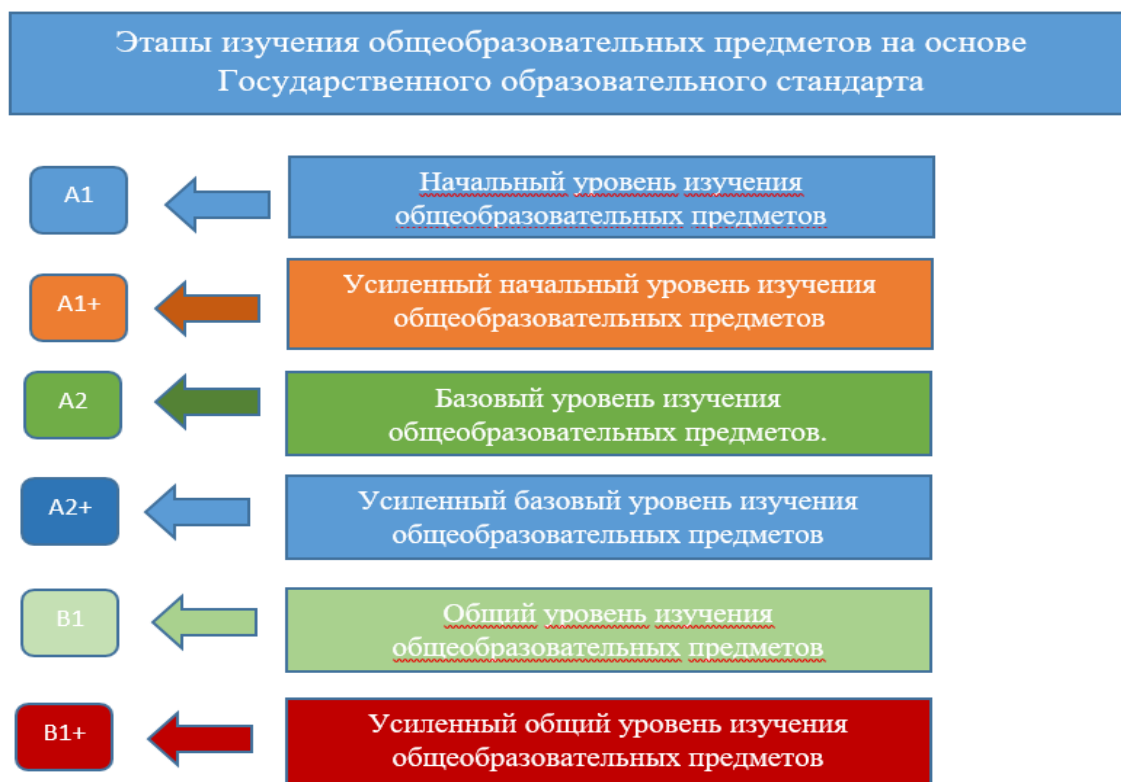 Этапы изучения общеобразовательных предметов на основе
Государственного образовательного стандарта
A1
Начальный уровень изучения
общеобразовательных предметов
A1+
Усиленный начальный уровень изучения
общеобразовательных предметов
A2
Базовый уровень изучения
общеобразовательных предметов.
A2+
Усиленный базовый уровень изучения
общеобразовательных предметов
B1
Общий уровень изучения
общеобразовательных предметов
B1+
Усиленный общий уровень изучения
общеобразовательных предметов